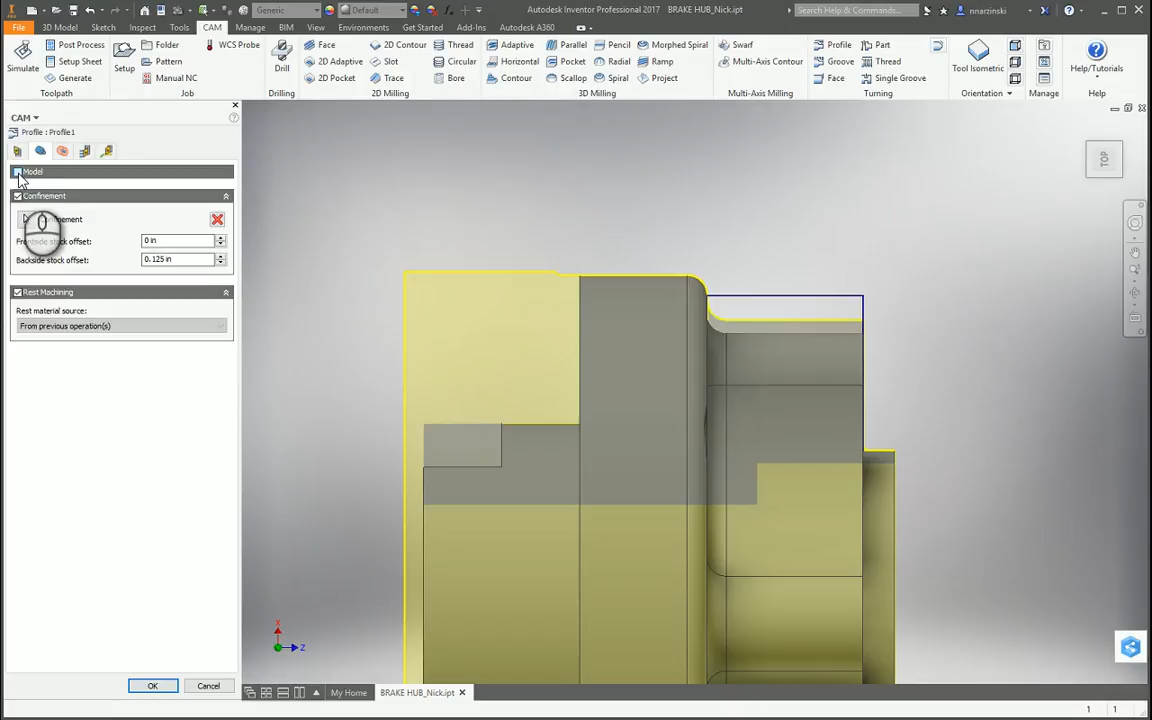 Generic
Default
Autodesk Inventor Professional 2017
BRAKE HUB_Nick.ipt
Search Help & Commands...
nnarzinski
File
3D Model
Sketch
Inspect
Tools
CAM
Manage
BIM
View
Environments
Get Started
Add-Ins
Autodesk A360
Simulate
Post Process
Setup Sheet
Generate
Toolpath
Setup
Folder
Pattern
Manual NC
WCS Probe
Job
Drill
Drilling
Face
2D Adaptive
2D Pocket
2D Contour
Slot
Trace
Thread
Circular
Bore
2D Milling
Adaptive
Horizontal
Contour
Parallel
Pocket
Scallop
Pencil
Radial
Spiral
Morphed Spiral
Ramp
Project
3D Milling
Swarf
Multi-Axis Contour
Multi-Axis Milling
Profile
Groove
Face
Part
Thread
Single Groove
Turning
Tool Isometric
Orientation
Manage
Help/Tutorials
Help
CAM
Profile : Profile1
Model
Confinement
Frontside stock offset:
0 in
Backside stock offset:
0.125 in
Rest Machining
Rest material source:
From previous operation(s)
OK
Cancel
TOP
X
Z
My Home
BRAKE HUB_Nick.ipt
1
1